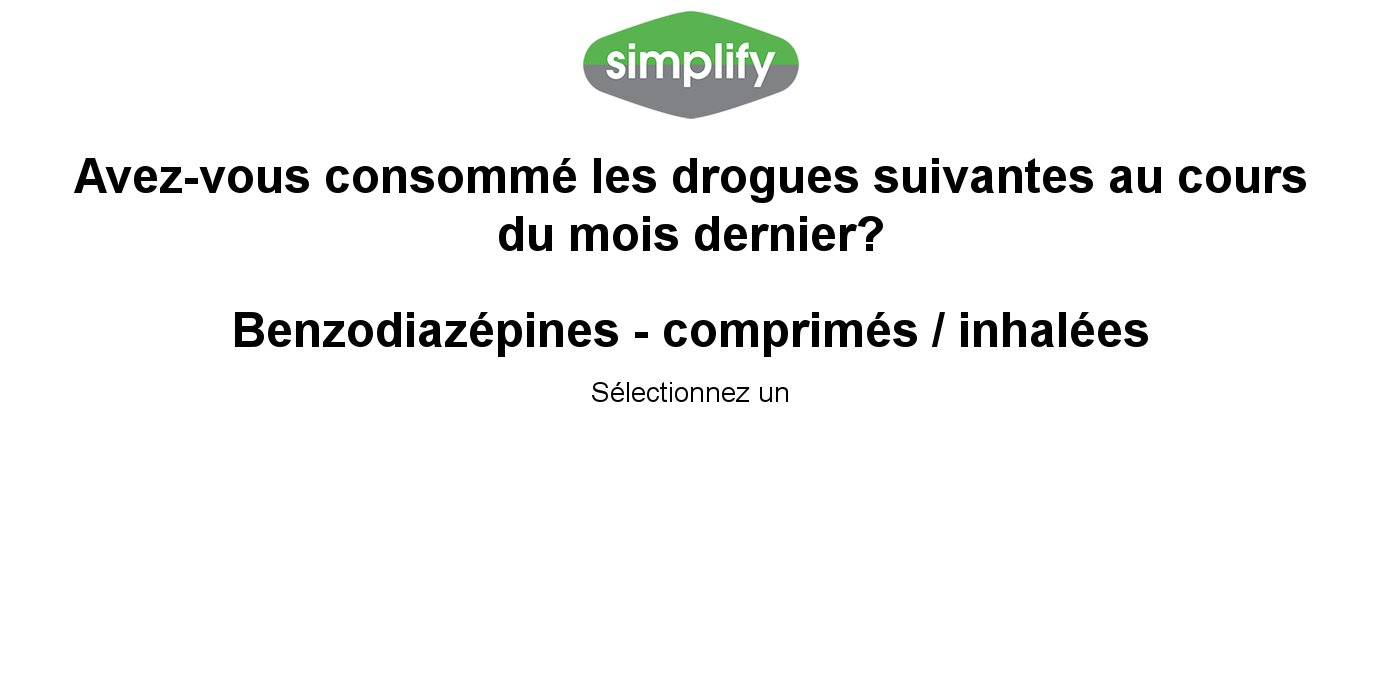 simplify
Avez-vous consommé les drogues suivantes au cours
du mois dernier?
Benzodiazépines - comprimés / inhalées
Sélectionnez un